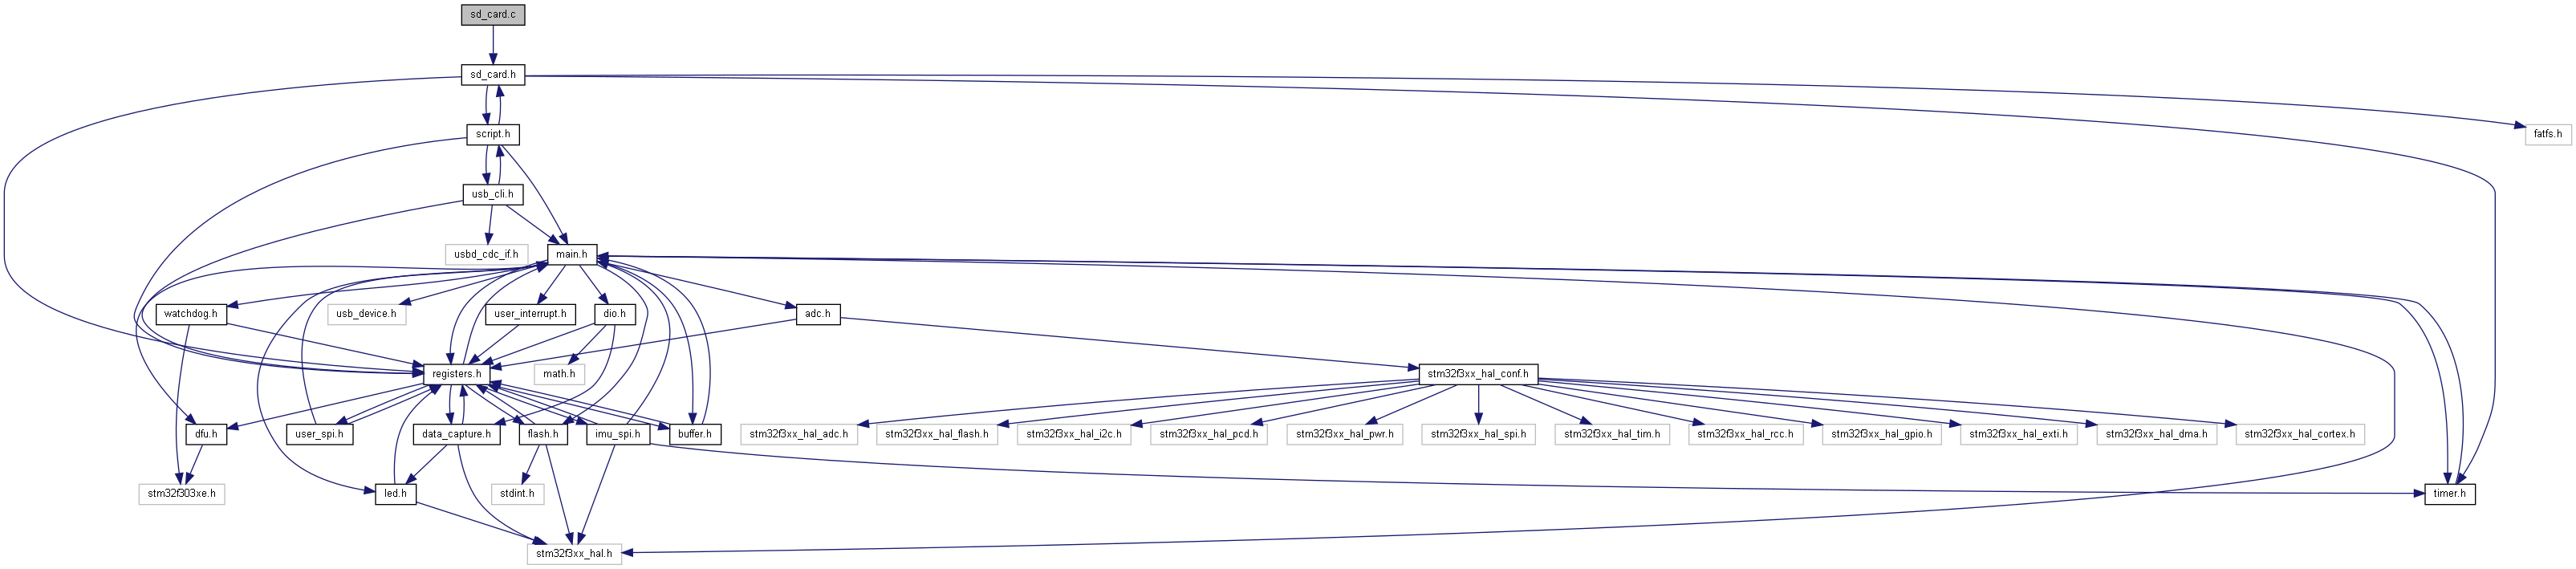 sd_card.c
sd_card.h
script.h
fatfs.h
usb_cli.h
usbd_cdc_if.h
main.h
watchdog.h
usb_device.h
user_interrupt.h
dio.h
adc.h
registers.h
math.h
stm32f3xx_hal_conf.h
dfu.h
user_spi.h
data_capture.h
flash.h
imu_spi.h
buffer.h
stm32f3xx_hal_adc.h
stm32f3xx_hal_flash.h
stm32f3xx_hal_i2c.h
stm32f3xx_hal_pcd.h
stm32f3xx_hal_pwr.h
stm32f3xx_hal_spi.h
stm32f3xx_hal_tim.h
stm32f3xx_hal_rcc.h
stm32f3xx_hal_gpio.h
stm32f3xx_hal_exti.h
stm32f3xx_hal_dma.h
stm32f3xx_hal_cortex.h
stm32f303xe.h
led.h
stdint.h
timer.h
stm32f3xx_hal.h